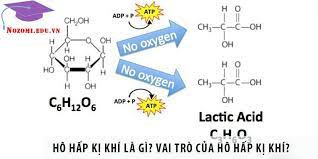 NOZOMI.EDU.VN
ADP + P
ATP
No oxygen
No oxygen
ADP + P
ATP
C₆H₁₂O₆
Lactic Acid
C₃H₆O₃
HÔ HẤP KỊ KHÍ LÀ GÌ? VAI TRÒ CỦA HÔ HẤP KỊ KHÍ?